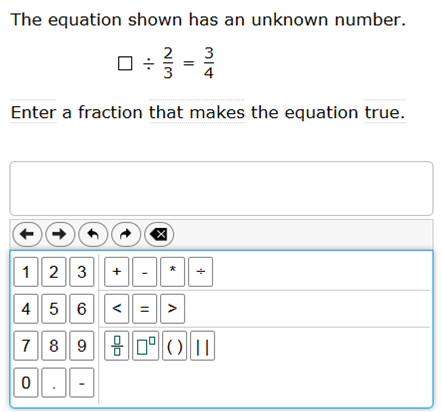 The equation shown has an unknown number.
□ ÷ 2/3 = 3/4
Enter a fraction that makes the equation true.
1 2 3 + - * ÷
4 5 6 < = >
7 8 9 ( ) | |
0 . -